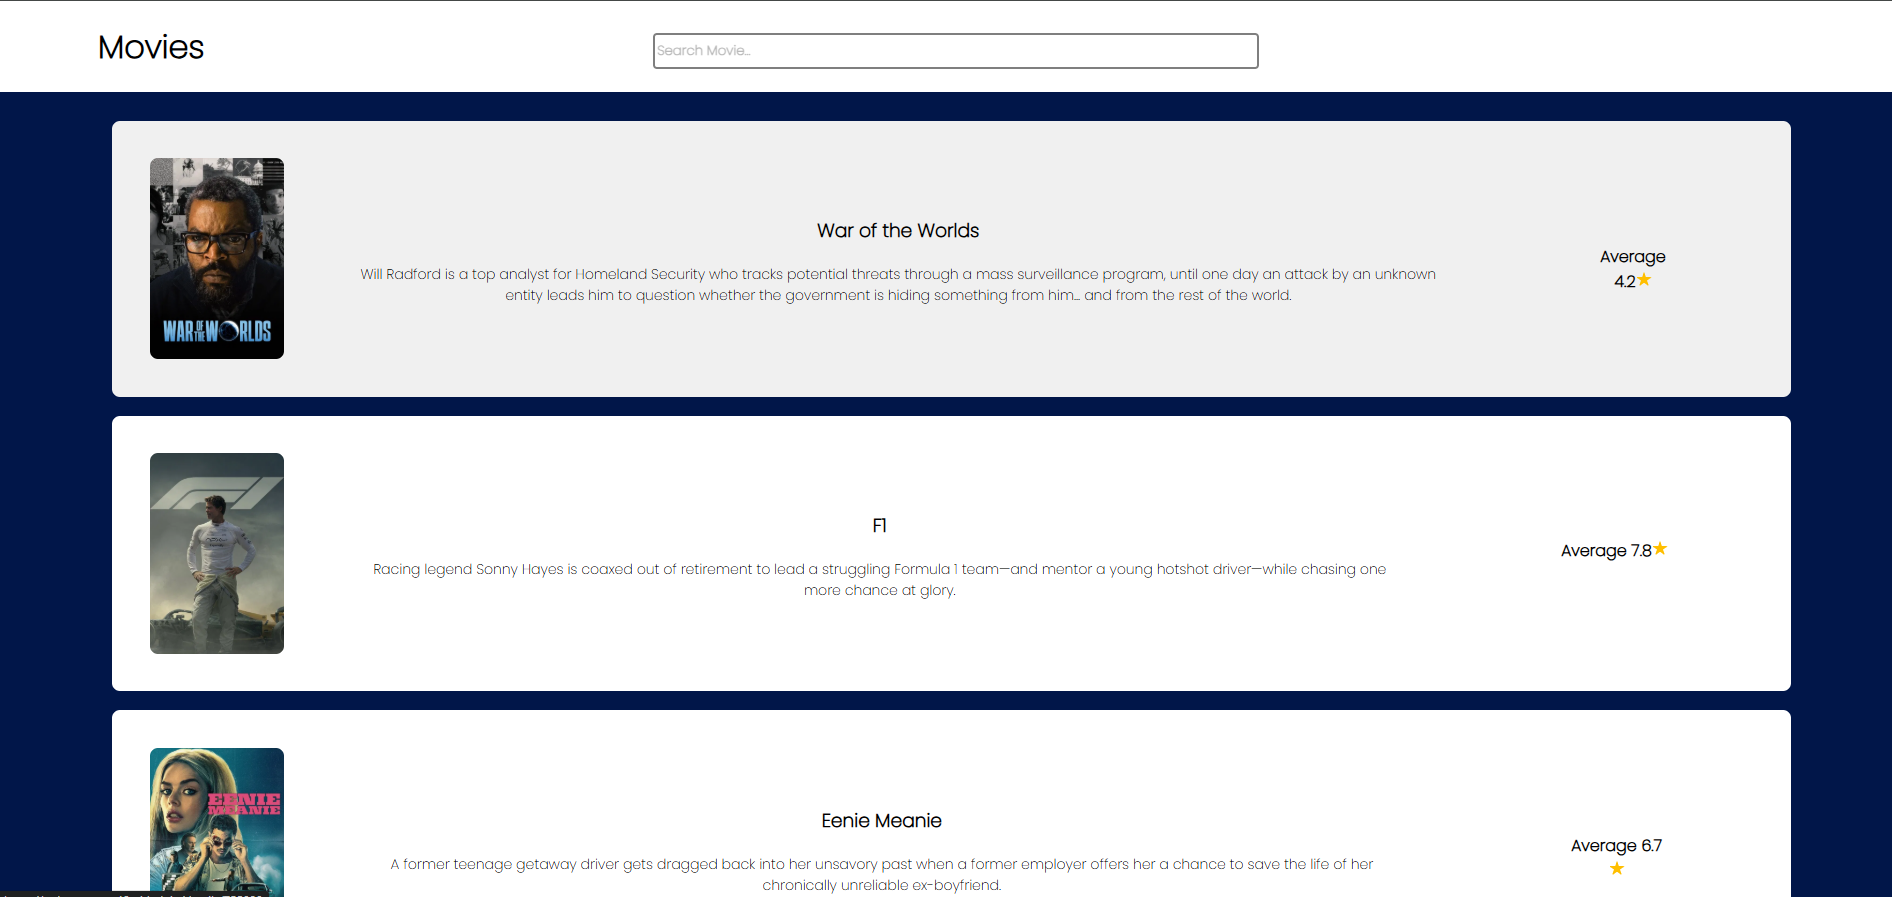 Movies
Search Movie...
WAR OF THE WORLDS
War of the Worlds
Will Radford is a top analyst for Homeland Security who tracks potential threats through a mass surveillance program, until one day an attack by an unknown
entity leads him to question whether the government is hiding something from him... and from the rest of the world.
Average
4.2★
F1
F1
Racing legend Sonny Hayes is coaxed out of retirement to lead a struggling Formula 1 team—and mentor a young hotshot driver—while chasing one
more chance at glory.
Average 7.8★
EENIE
MEANIE
Eenie Meanie
A former teenage getaway driver gets dragged back into her unsavory past when a former employer offers her a chance to save the life of her
chronically unreliable ex-boyfriend.
Average 6.7
★